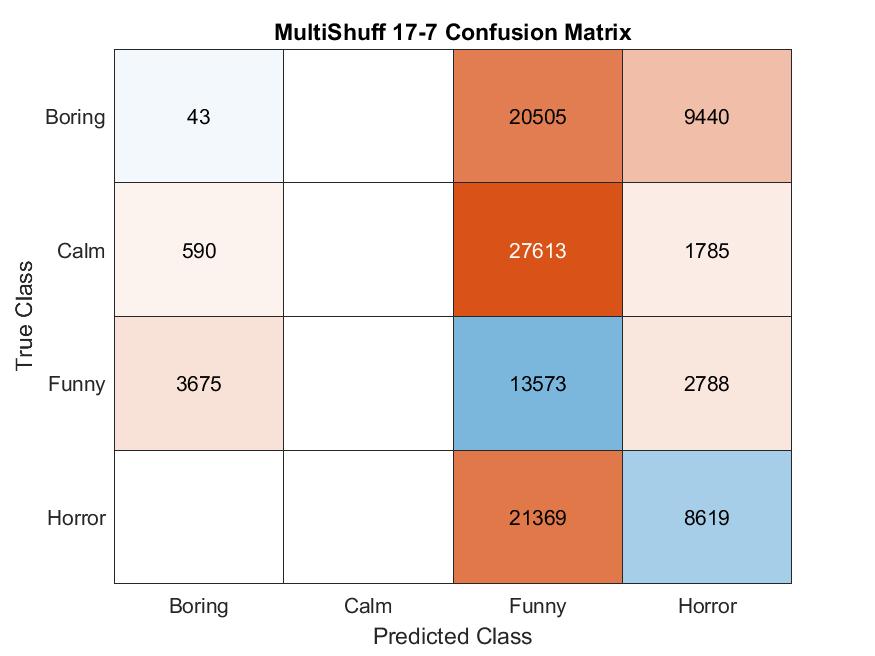 MultiShuff 17-7 Confusion Matrix
True Class
Boring 43 20505 9440
Calm 590 27613 1785
Funny 3675 13573 2788
Horror 21369 8619
Boring Calm Funny Horror
Predicted Class